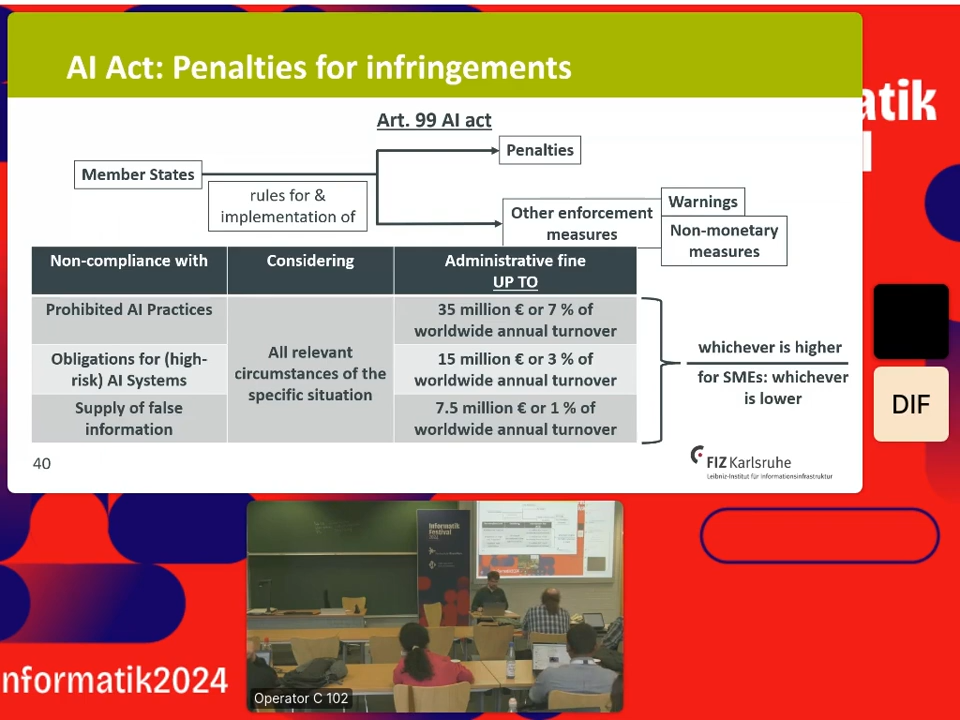 AI Act: Penalties for infringements
Art. 99 AI act
Member States
rules for &
implementation of
Penalties
Other enforcement
measures
Warnings
Non-monetary
measures
Non-compliance with
Considering
Administrative fine
UP TO
Prohibited AI Practices
35 million € or 7 % of
worldwide annual turnover
Obligations for (high-
risk) AI Systems
All relevant
circumstances of the
specific situation
15 million € or 3 % of
worldwide annual turnover
Supply of false
information
7.5 million € or 1 % of
worldwide annual turnover
whichever is higher
for SMEs: whichever
is lower
40
FIZ Karlsruhe
Leibniz-Institut für Informationsinfrastruktur
atik
DIF
Informatik
Festival
nformatik2024
Operator C 102